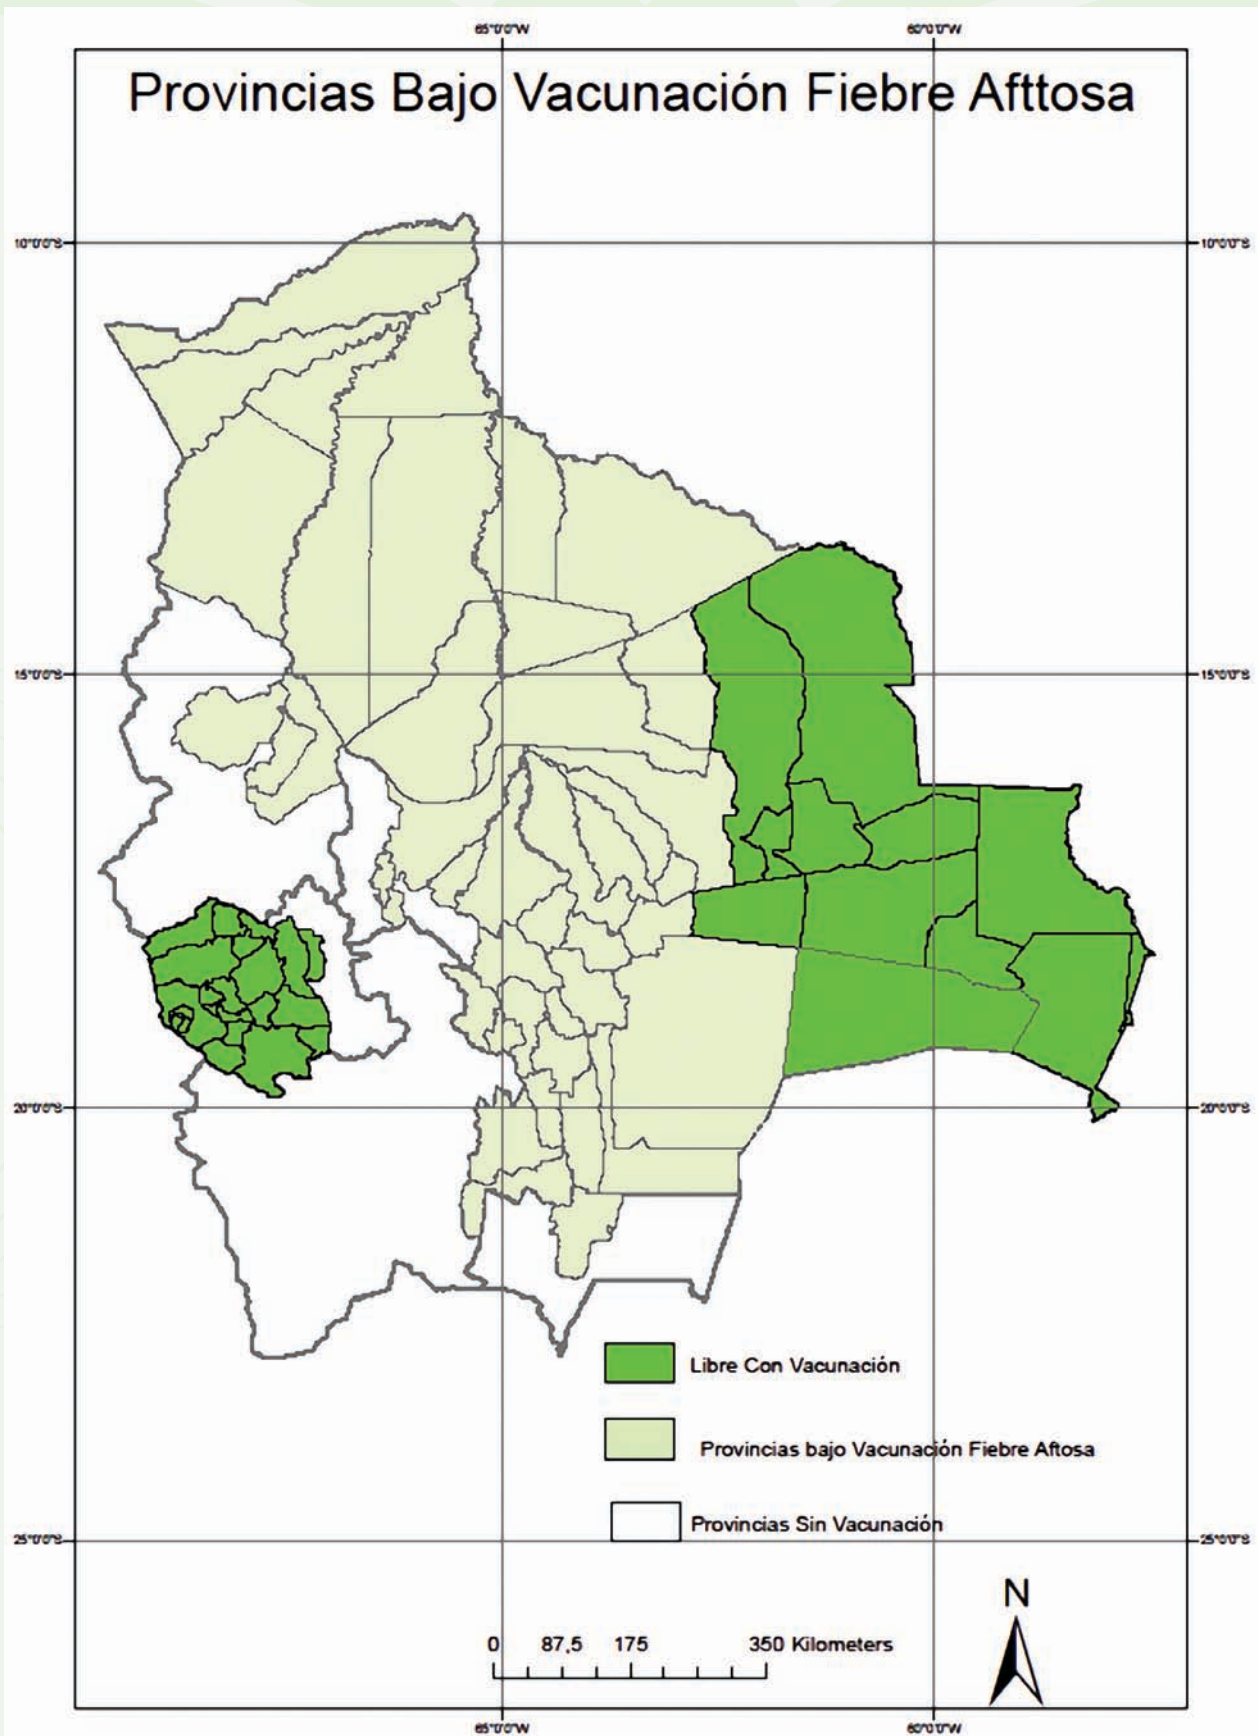 65°0'0"W 60°0'0"W
Provincias Bajo Vacunación Fiebre Afttosa
10°0'0"S 10°0'0"S
15°0'0"S 15°0'0"S
20°0'0"S 20°0'0"S
Libre Con Vacunación
Provincias bajo Vacunación Fiebre Aftosa
Provincias Sin Vacunación
25°0'0"S 25°0'0"S
N
0 87,5 175 350 Kilometers
65°0'0"W 60°0'0"W